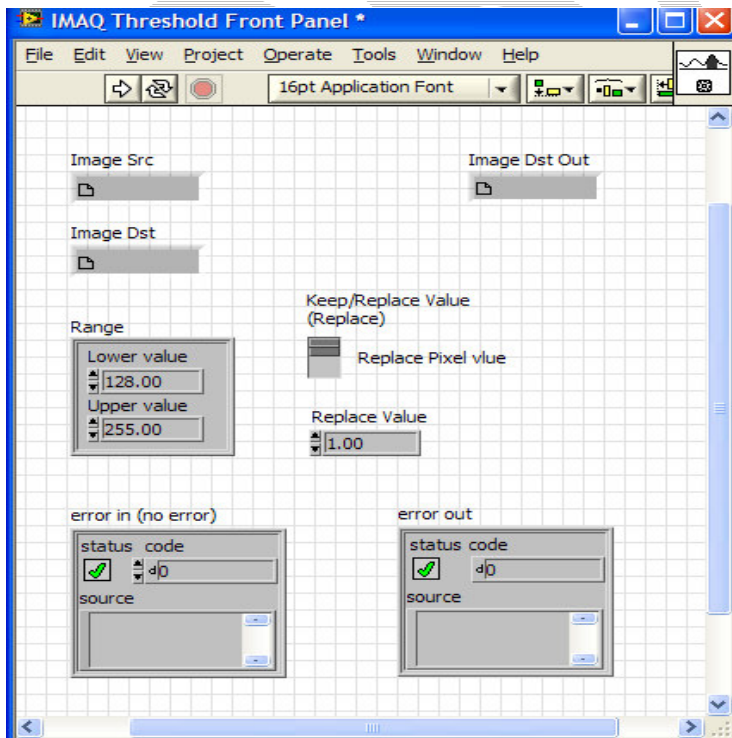 IMAQ Threshold Front Panel *
File Edit View Project Operate Tools Window Help
16pt Application Font
Image Src
Image Dst Out
Image Dst
Keep/Replace Value
(Replace)
Range
Lower value
128.00
Replace Pixel vlue
Upper value
255.00
Replace Value
1.00
error in (no error)
status code
d0
source
error out
status code
d0
source